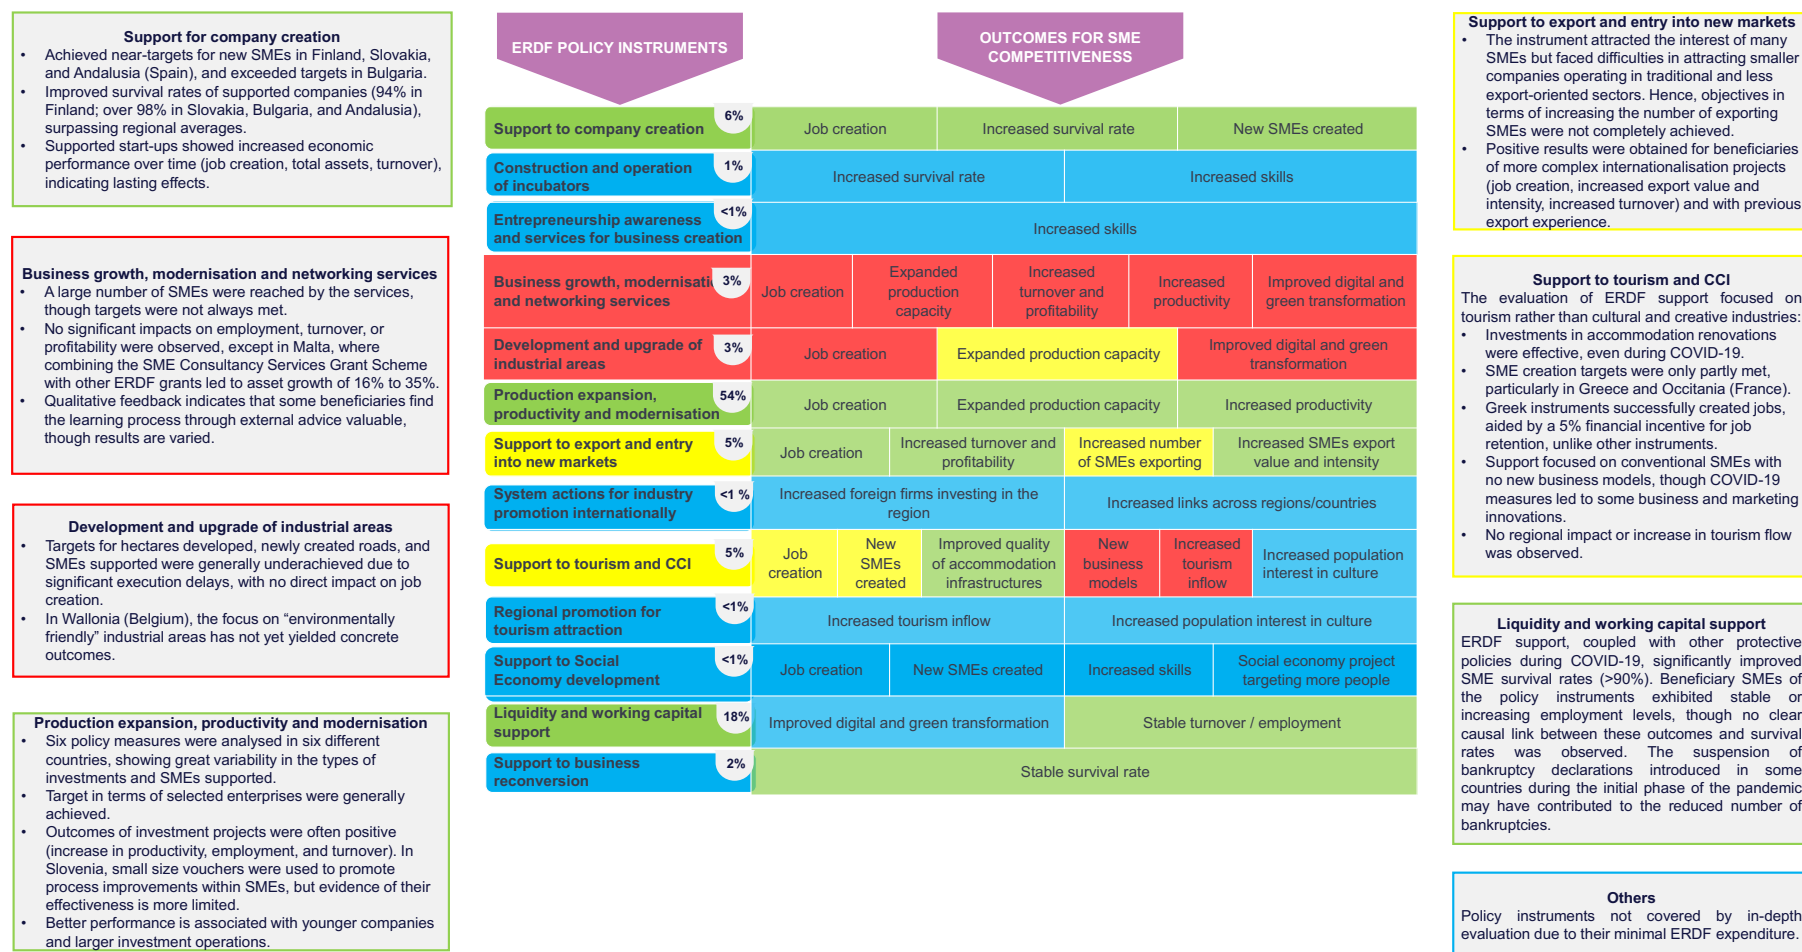 Support for company creation
• Achieved near-targets for new SMEs in Finland, Slovakia,
and Andalusia (Spain), and exceeded targets in Bulgaria.
• Improved survival rates of supported companies (94% in
Finland; over 98% in Slovakia, Bulgaria, and Andalusia),
surpassing regional averages.
• Supported start-ups showed increased economic
performance over time (job creation, total assets, turnover),
indicating lasting effects.
Business growth, modernisation and networking services
• A large number of SMEs were reached by the services,
though targets were not always met.
• No significant impacts on employment, turnover, or
profitability were observed, except in Malta, where
combining the SME Consultancy Services Grant Scheme
with other ERDF grants led to asset growth of 16% to 35%.
• Qualitative feedback indicates that some beneficiaries find
the learning process through external advice valuable,
though results are varied.
Development and upgrade of industrial areas
• Targets for hectares developed, newly created roads, and
SMEs supported were generally underachieved due to
significant execution delays, with no direct impact on job
creation.
• In Wallonia (Belgium), the focus on “environmentally
friendly” industrial areas has not yet yielded concrete
outcomes.
Production expansion, productivity and modernisation
• Six policy measures were analysed in six different
countries, showing great variability in the types of
investments and SMEs supported.
• Target in terms of selected enterprises were generally
achieved.
• Outcomes of investment projects were often positive
(increase in productivity, employment, and turnover). In
Slovenia, small size vouchers were used to promote
process improvements within SMEs, but evidence of their
effectiveness is more limited.
• Better performance is associated with younger companies
and larger investment operations.
ERDF POLICY INSTRUMENTS
OUTCOMES FOR SME
COMPETITIVENESS
Support to company creation 6% Job creation Increased survival rate New SMEs created
Construction and operation
of incubators 1% Increased survival rate Increased skills
Entrepreneurship awareness
and services for business creation <1% Increased skills
Business growth, modernisati
and networking services 3% Job creation
Expanded
production
capacity
Increased
turnover and
profitability
Increased
productivity
Improved digital and
green transformation
Development and upgrade of
industrial areas 3% Job creation Expanded production capacity
Improved digital and green
transformation
Production expansion,
productivity and modernisation 54% Job creation Expanded production capacity Increased productivity
Support to export and entry
into new markets 5% Job creation
Increased turnover and
profitability
Increased number
of SMEs exporting
Increased SMEs export
value and intensity
System actions for industry
promotion internationally <1 %
Increased foreign firms investing in the
region
Increased links across regions/countries
Support to tourism and CCI 5%
Job
creation
New
SMEs
created
Improved quality
of accommodation
infrastructures
New
business
models
Increased
tourism
inflow
Increased population
interest in culture
Regional promotion for
tourism attraction <1% Increased tourism inflow Increased population interest in culture
Support to Social
Economy development <1% Job creation New SMEs created Increased skills
Social economy project
targeting more people
Liquidity and working capital
support 18% Improved digital and green transformation Stable turnover / employment
Support to business
reconversion 2% Stable survival rate
Support to export and entry into new markets
• The instrument attracted the interest of many
SMEs but faced difficulties in attracting smaller
companies operating in traditional and less
export-oriented sectors. Hence, objectives in
terms of increasing the number of exporting
SMEs were not completely achieved.
• Positive results were obtained for beneficiaries
of more complex internationalisation projects
(job creation, increased export value and
intensity, increased turnover) and with previous
export experience.
Support to tourism and CCI
The evaluation of ERDF support focused on
tourism rather than cultural and creative industries:
• Investments in accommodation renovations
were effective, even during COVID-19.
• SME creation targets were only partly met,
particularly in Greece and Occitania (France).
• Greek instruments successfully created jobs,
aided by a 5% financial incentive for job
retention, unlike other instruments.
• Support focused on conventional SMEs with
no new business models, though COVID-19
measures led to some business and marketing
innovations.
• No regional impact or increase in tourism flow
was observed.
Liquidity and working capital support
ERDF support, coupled with other protective
policies during COVID-19, significantly improved
SME survival rates (>90%). Beneficiary SMEs of
the policy instruments exhibited stable or
increasing employment levels, though no clear
causal link between these outcomes and survival
rates was observed. The suspension of
bankruptcy declarations introduced in some
countries during the initial phase of the pandemic
may have contributed to the reduced number of
bankruptcies.
Others
Policy instruments not covered by in-depth
evaluation due to their minimal ERDF expenditure.